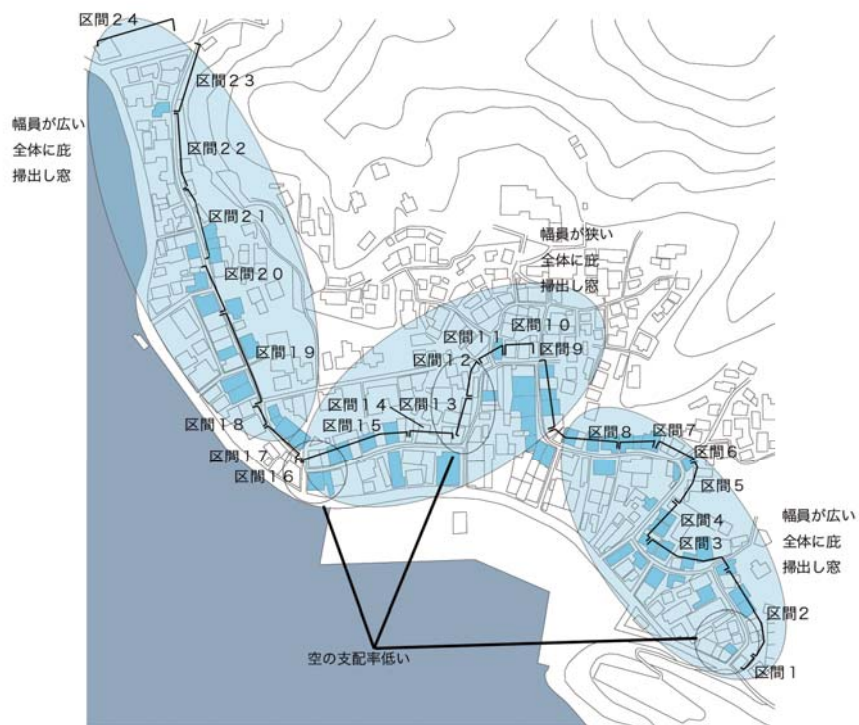 区間２４
区間２３
幅員が広い
全体に庇
掃出し窓
区間２２
区間２１
区間２０
幅員が狭い
全体に庇
掃出し窓
区間１１
区間１０
区間１２
区間９
区間１９
区間１４
区間１３
区間１８
区間１５
区間８
区間７
区間６
区間１７
区間１６
区間５
区間４
区間３
幅員が広い
全体に庇
掃出し窓
区間２
空の支配率低い
区間１